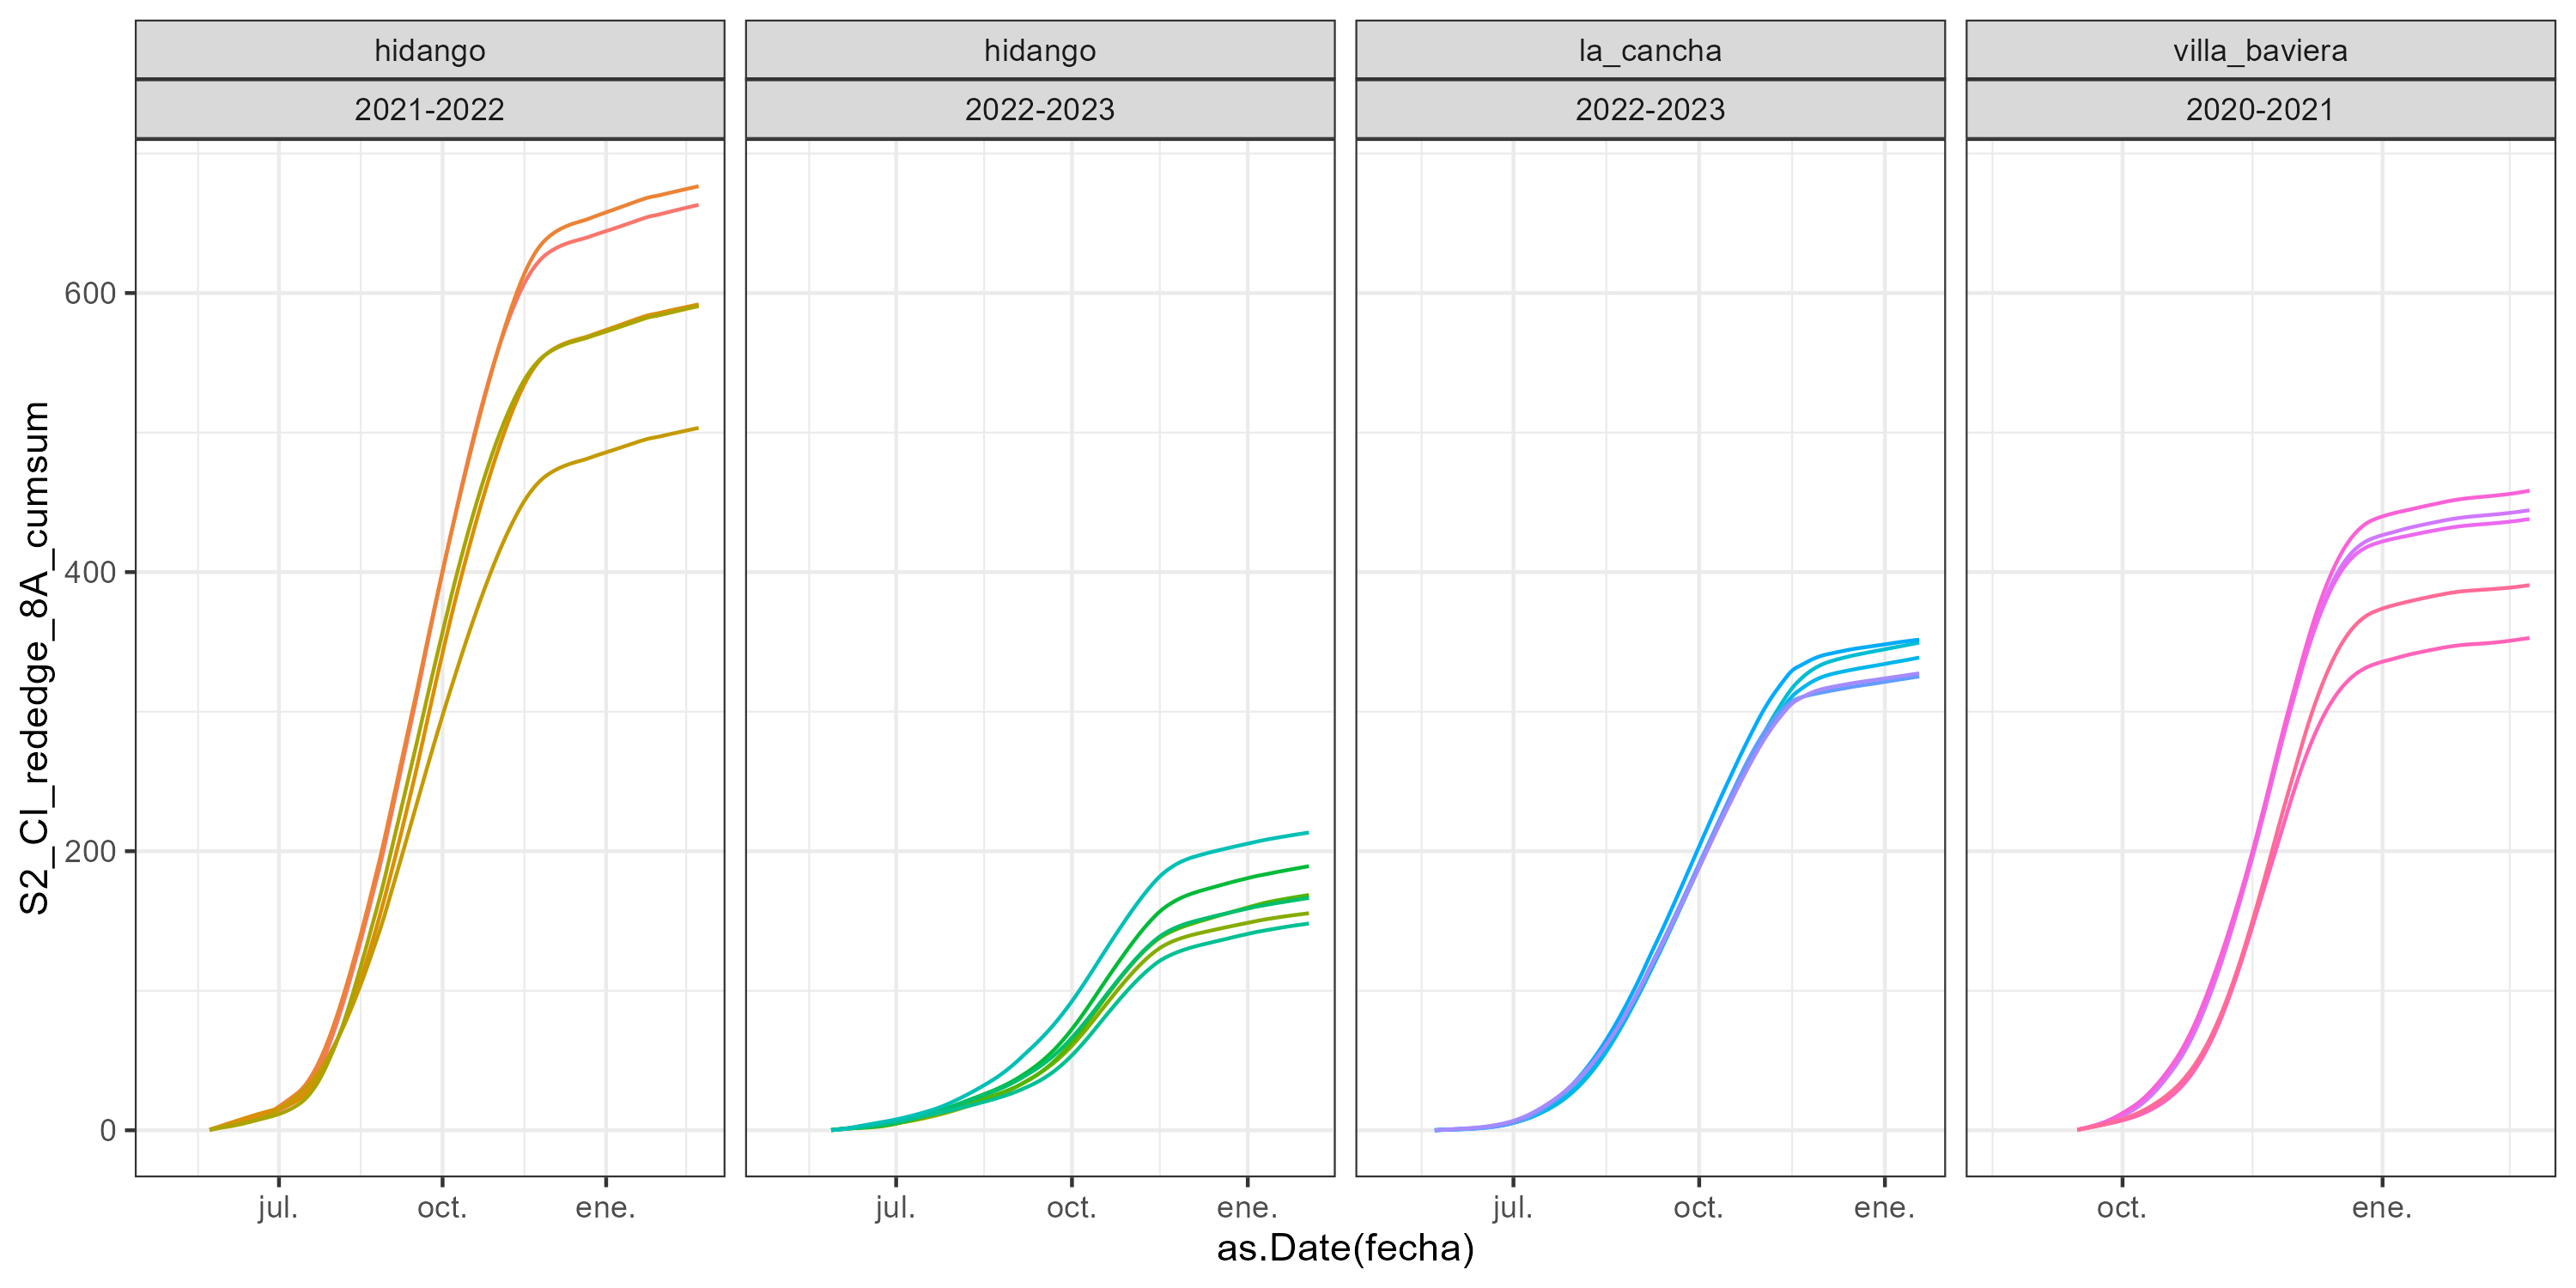 hidango
hidango
la_cancha
villa_baviera
2021-2022
2022-2023
2022-2023
2020-2021
S2_CI_rededge_8A_cumsum
600
400
200
0
jul.
oct.
ene.
jul.
oct.
ene.
jul.
oct.
ene.
oct.
ene.
as.Date(fecha)